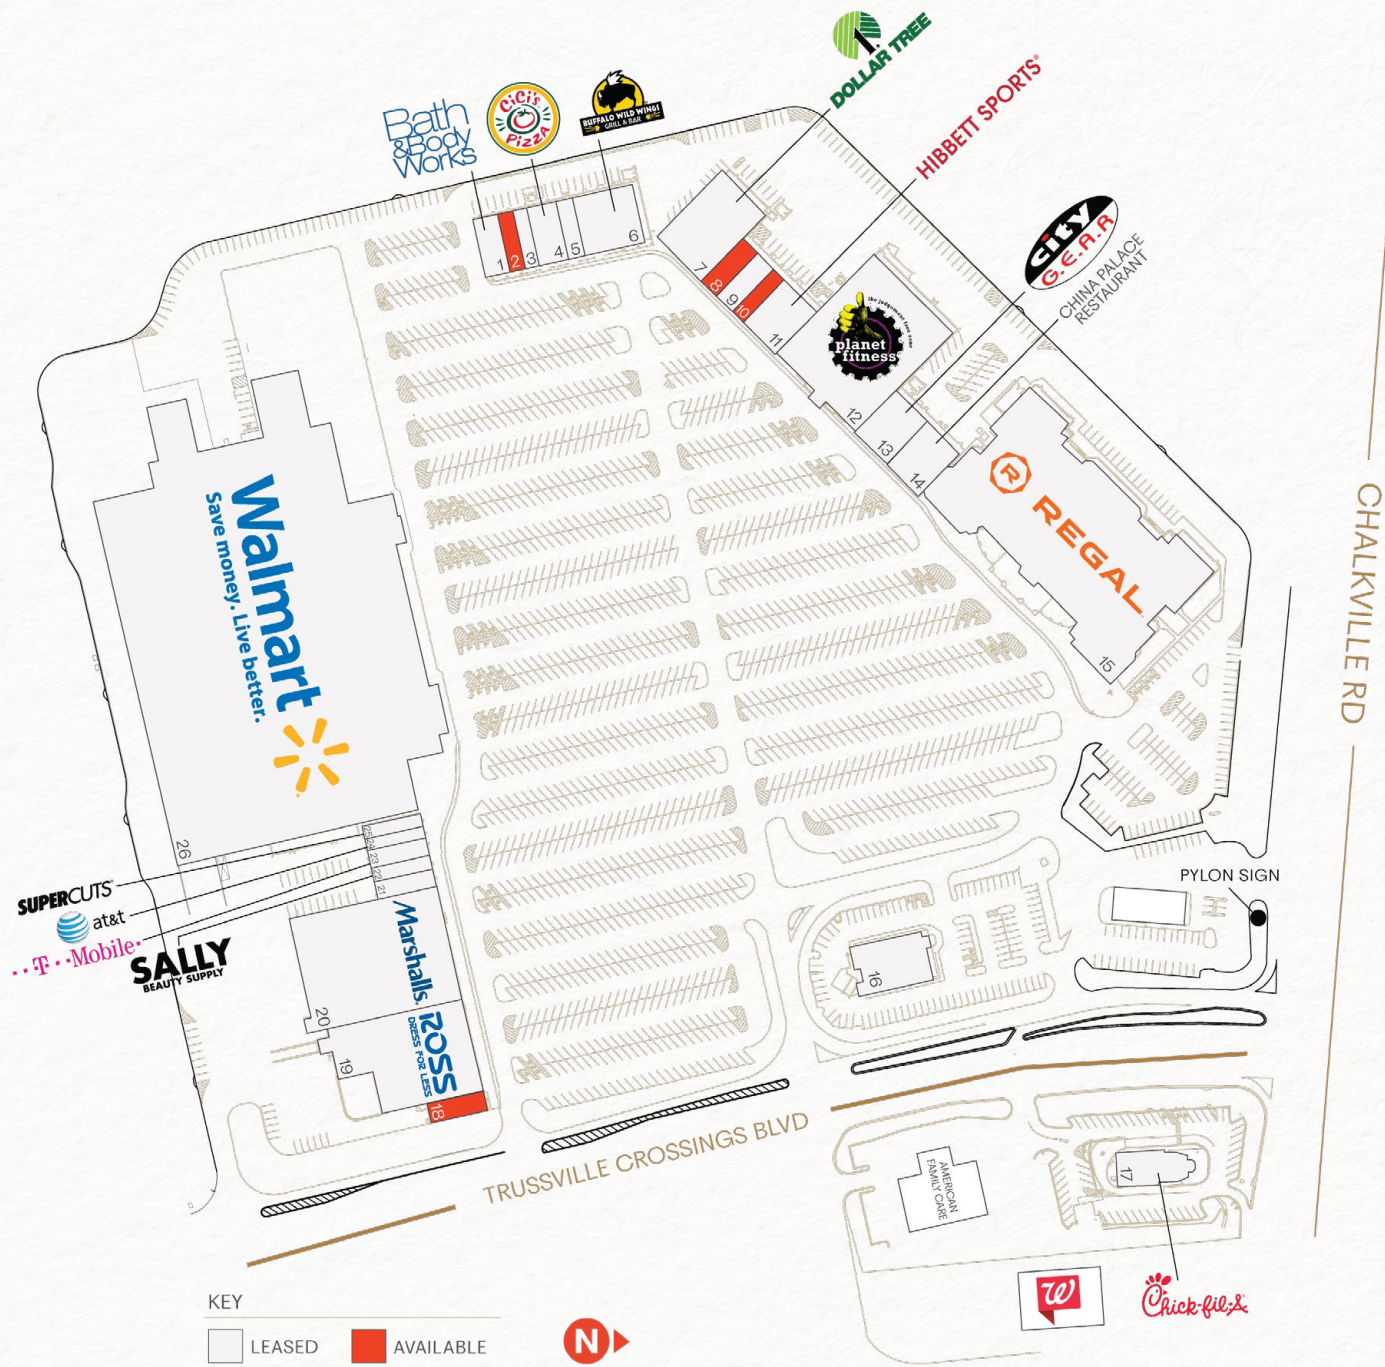 DOLLAR TREE
HIBBETT SPORTS
Bath
&Body
Works
CiCi's
PIZZA
BUFFALO WILD WINGS
GRILL & BAR
city
G.E.A.R
CHINA PALACE
RESTAURANT
1
2
3
4
5
6
7
8
9
10
11
12
13
14
15
the judgement free zone
planet
fitness
R REGAL
Walmart
Save money. Live better.
26
25
24
23
22
21
SUPERCUTS
at&t
T Mobile
SALLY
BEAUTY SUPPLY
Marshalls.
20
ROSS
DRESS FOR LESS
19
18
16
PYLON SIGN
CHALKVILLE RD
TRUSSVILLE CROSSINGS BLVD
AMERICAN
FAMILY CARE
17
W
Chick-fil-A
KEY
LEASED
AVAILABLE
N